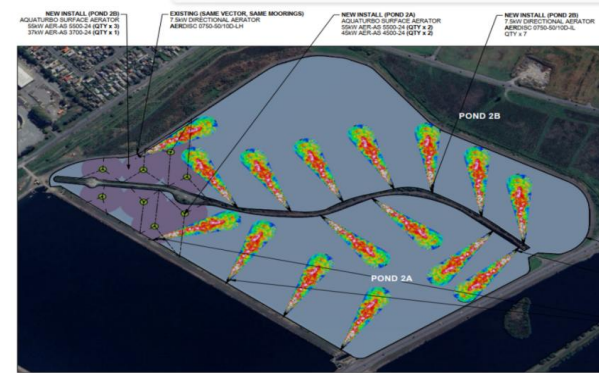 NEW INSTALL (POND 2B)
AQUATURBO SURFACE AERATOR
55kW AER-AS 5500-24 (QTY x 3)
37kW AER-AS 3700-24 (QTY x 1)
EXISTING (SAME VECTOR, SAME MOORINGS)
7.5kW DIRECTIONAL AERATOR
AERDISC 0750-50/10D-LH
NEW INSTALL (POND 2A)
AQUATURBO SURFACE AERATOR
55kW AER-AS 5500-24 (QTY x 2)
45kW AER-AS 4500-24 (QTY x 2)
NEW INSTALL (POND 2B)
7.5kW DIRECTIONAL AERATOR
AERDISC 0750-50/10D-IL
QTY x 7
POND 2B
POND 2A